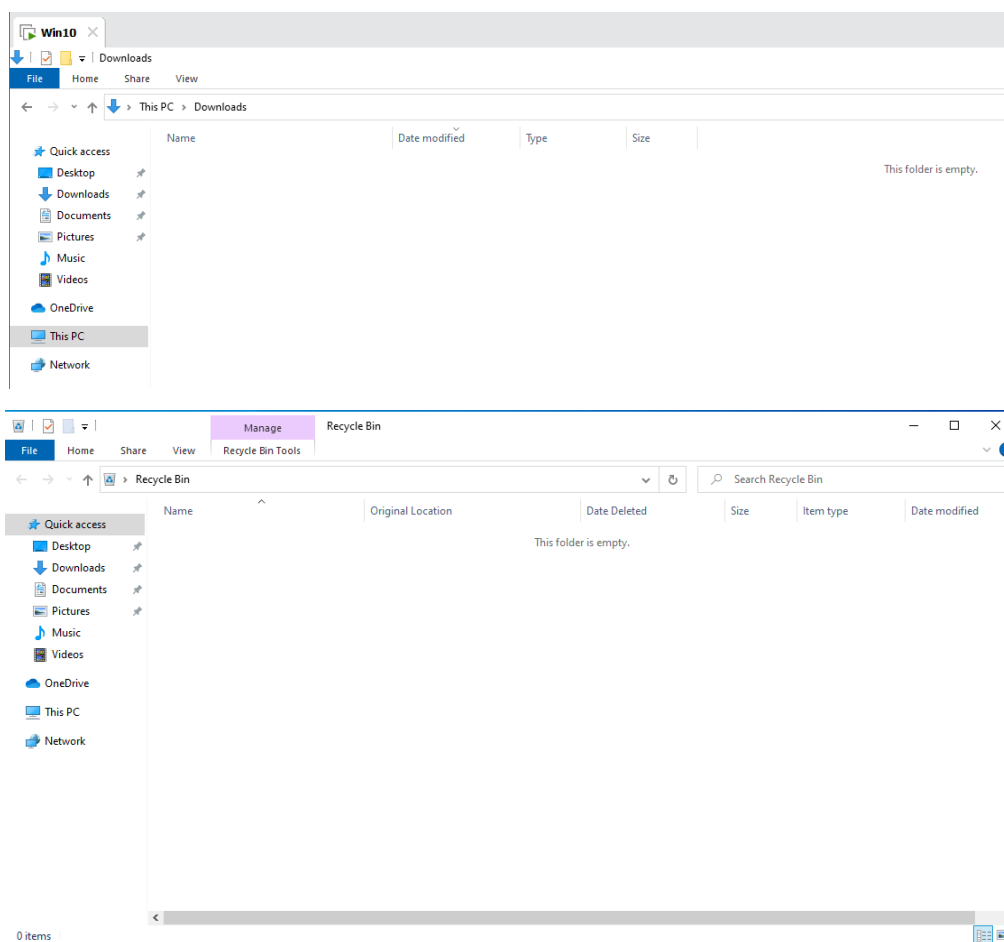 Win10
Downloads
File Home Share View
This PC > Downloads
Name Date modified Type Size
Quick access
This folder is empty.
Desktop
Downloads
Documents
Pictures
Music
Videos
OneDrive
This PC
Network
Manage Recycle Bin
File Home Share View Recycle Bin Tools
Recycle Bin
Search Recycle Bin
Name Original Location Date Deleted Size Item type Date modified
Quick access
This folder is empty.
Desktop
Downloads
Documents
Pictures
Music
Videos
OneDrive
This PC
Network
0 items